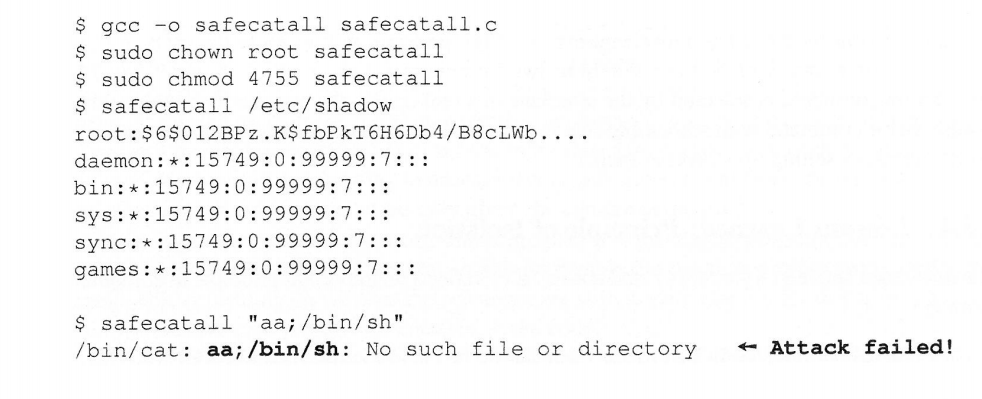 $ gcc -o safecatall safecatall.c
$ sudo chown root safecatall
$ sudo chmod 4755 safecatall
$ safecatall /etc/shadow
root:$6$012BPz.K$fbPkT6H6Db4/B8cLWb....
daemon:*:15749:0:99999:7:::
bin:*:15749:0:99999:7:::
sys:*:15749:0:99999:7:::
sync:*:15749:0:99999:7:::
games:*:15749:0:99999:7:::
$ safecatall "aa;/bin/sh"
/bin/cat: aa;/bin/sh: No such file or directory ← Attack failed!